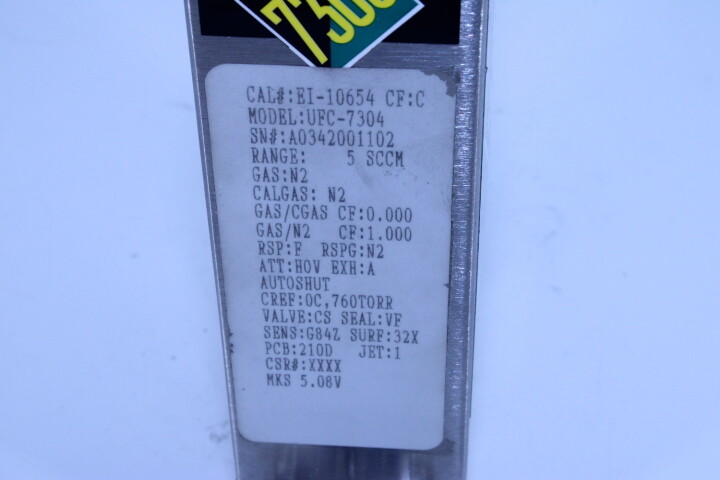 7300
CAL#:EI-10654 CF:C
MODEL:UFC-7304
SN#:A0342001102
RANGE: 5 SCCM
GAS:N2
CALGAS: N2
GAS/CGAS CF:0.000
GAS/N2 CF:1.000
RSP:F RSPG:N2
ATT:HOV EXH:A
AUTOSHUT
CREF:0C,760TORR
VALVE:CS SEAL:VF
SENS:G84Z SURF:32X
PCB:210D JET:1
CSR#:XXXX
MKS 5.08V